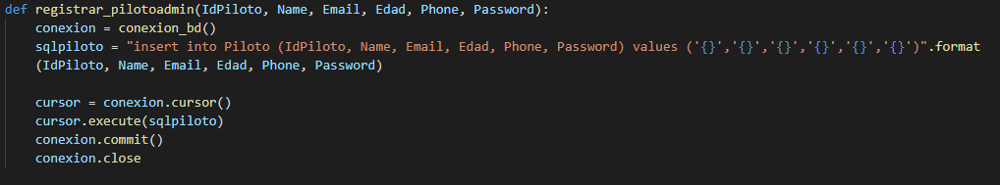 def registrar_pilotoadmin(IdPiloto, Name, Email, Edad, Phone, Password):
    conexion = conexion_bd()
    sqlpiloto = "insert into Piloto (IdPiloto, Name, Email, Edad, Phone, Password) values ('{}','{}','{}','{}','{}','{}')".format
    (IdPiloto, Name, Email, Edad, Phone, Password)

    cursor = conexion.cursor()
    cursor.execute(sqlpiloto)
    conexion.commit()
    conexion.close